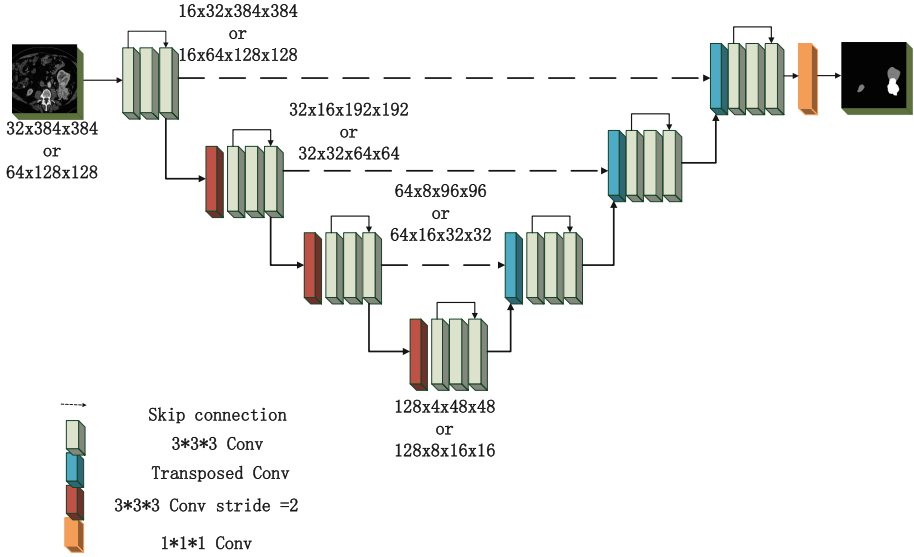 16x32x384x384
or
16x64x128x128
32x384x384
or
64x128x128
32x16x192x192
or
32x32x64x64
64x8x96x96
or
64x16x32x32
128x4x48x48
or
128x8x16x16
Skip connection
3*3*3 Conv
Transposed Conv
3*3*3 Conv stride =2
1*1*1 Conv